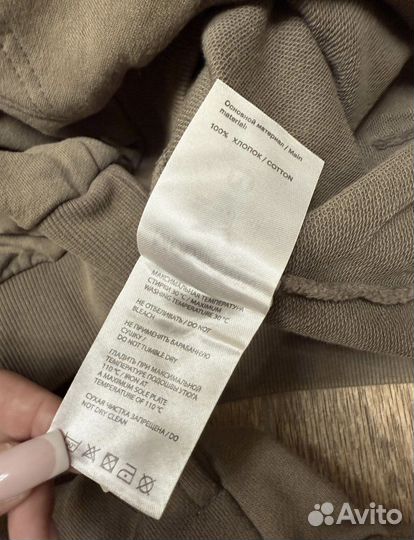 Основной материал / Main
material:
100% ХЛОПОК / COTTON
МАКСИМАЛЬНАЯ ТЕМПЕРАТУРА
СТИРКИ 30 °C / MAXIMUM
WASHING TEMPERATURE 30 °C
НЕ ОТБЕЛИВАТЬ / DO NOT
BLEACH
НЕ ПРИМЕНЯТЬ БАРАБАННУЮ
СУШКУ /
DO NOT TUMBLE DRY
ГЛАДИТЬ ПРИ МАКСИМАЛЬНОЙ
ТЕМПЕРАТУРЕ ПОДОШВЫ УТЮГА
110 °C / IRON AT
A MAXIMUM SOLE PLATE
TEMPERATURE OF 110 °C
СУХАЯ ЧИСТКА ЗАПРЕЩЕНА / DO
NOT DRY CLEAN
Avito